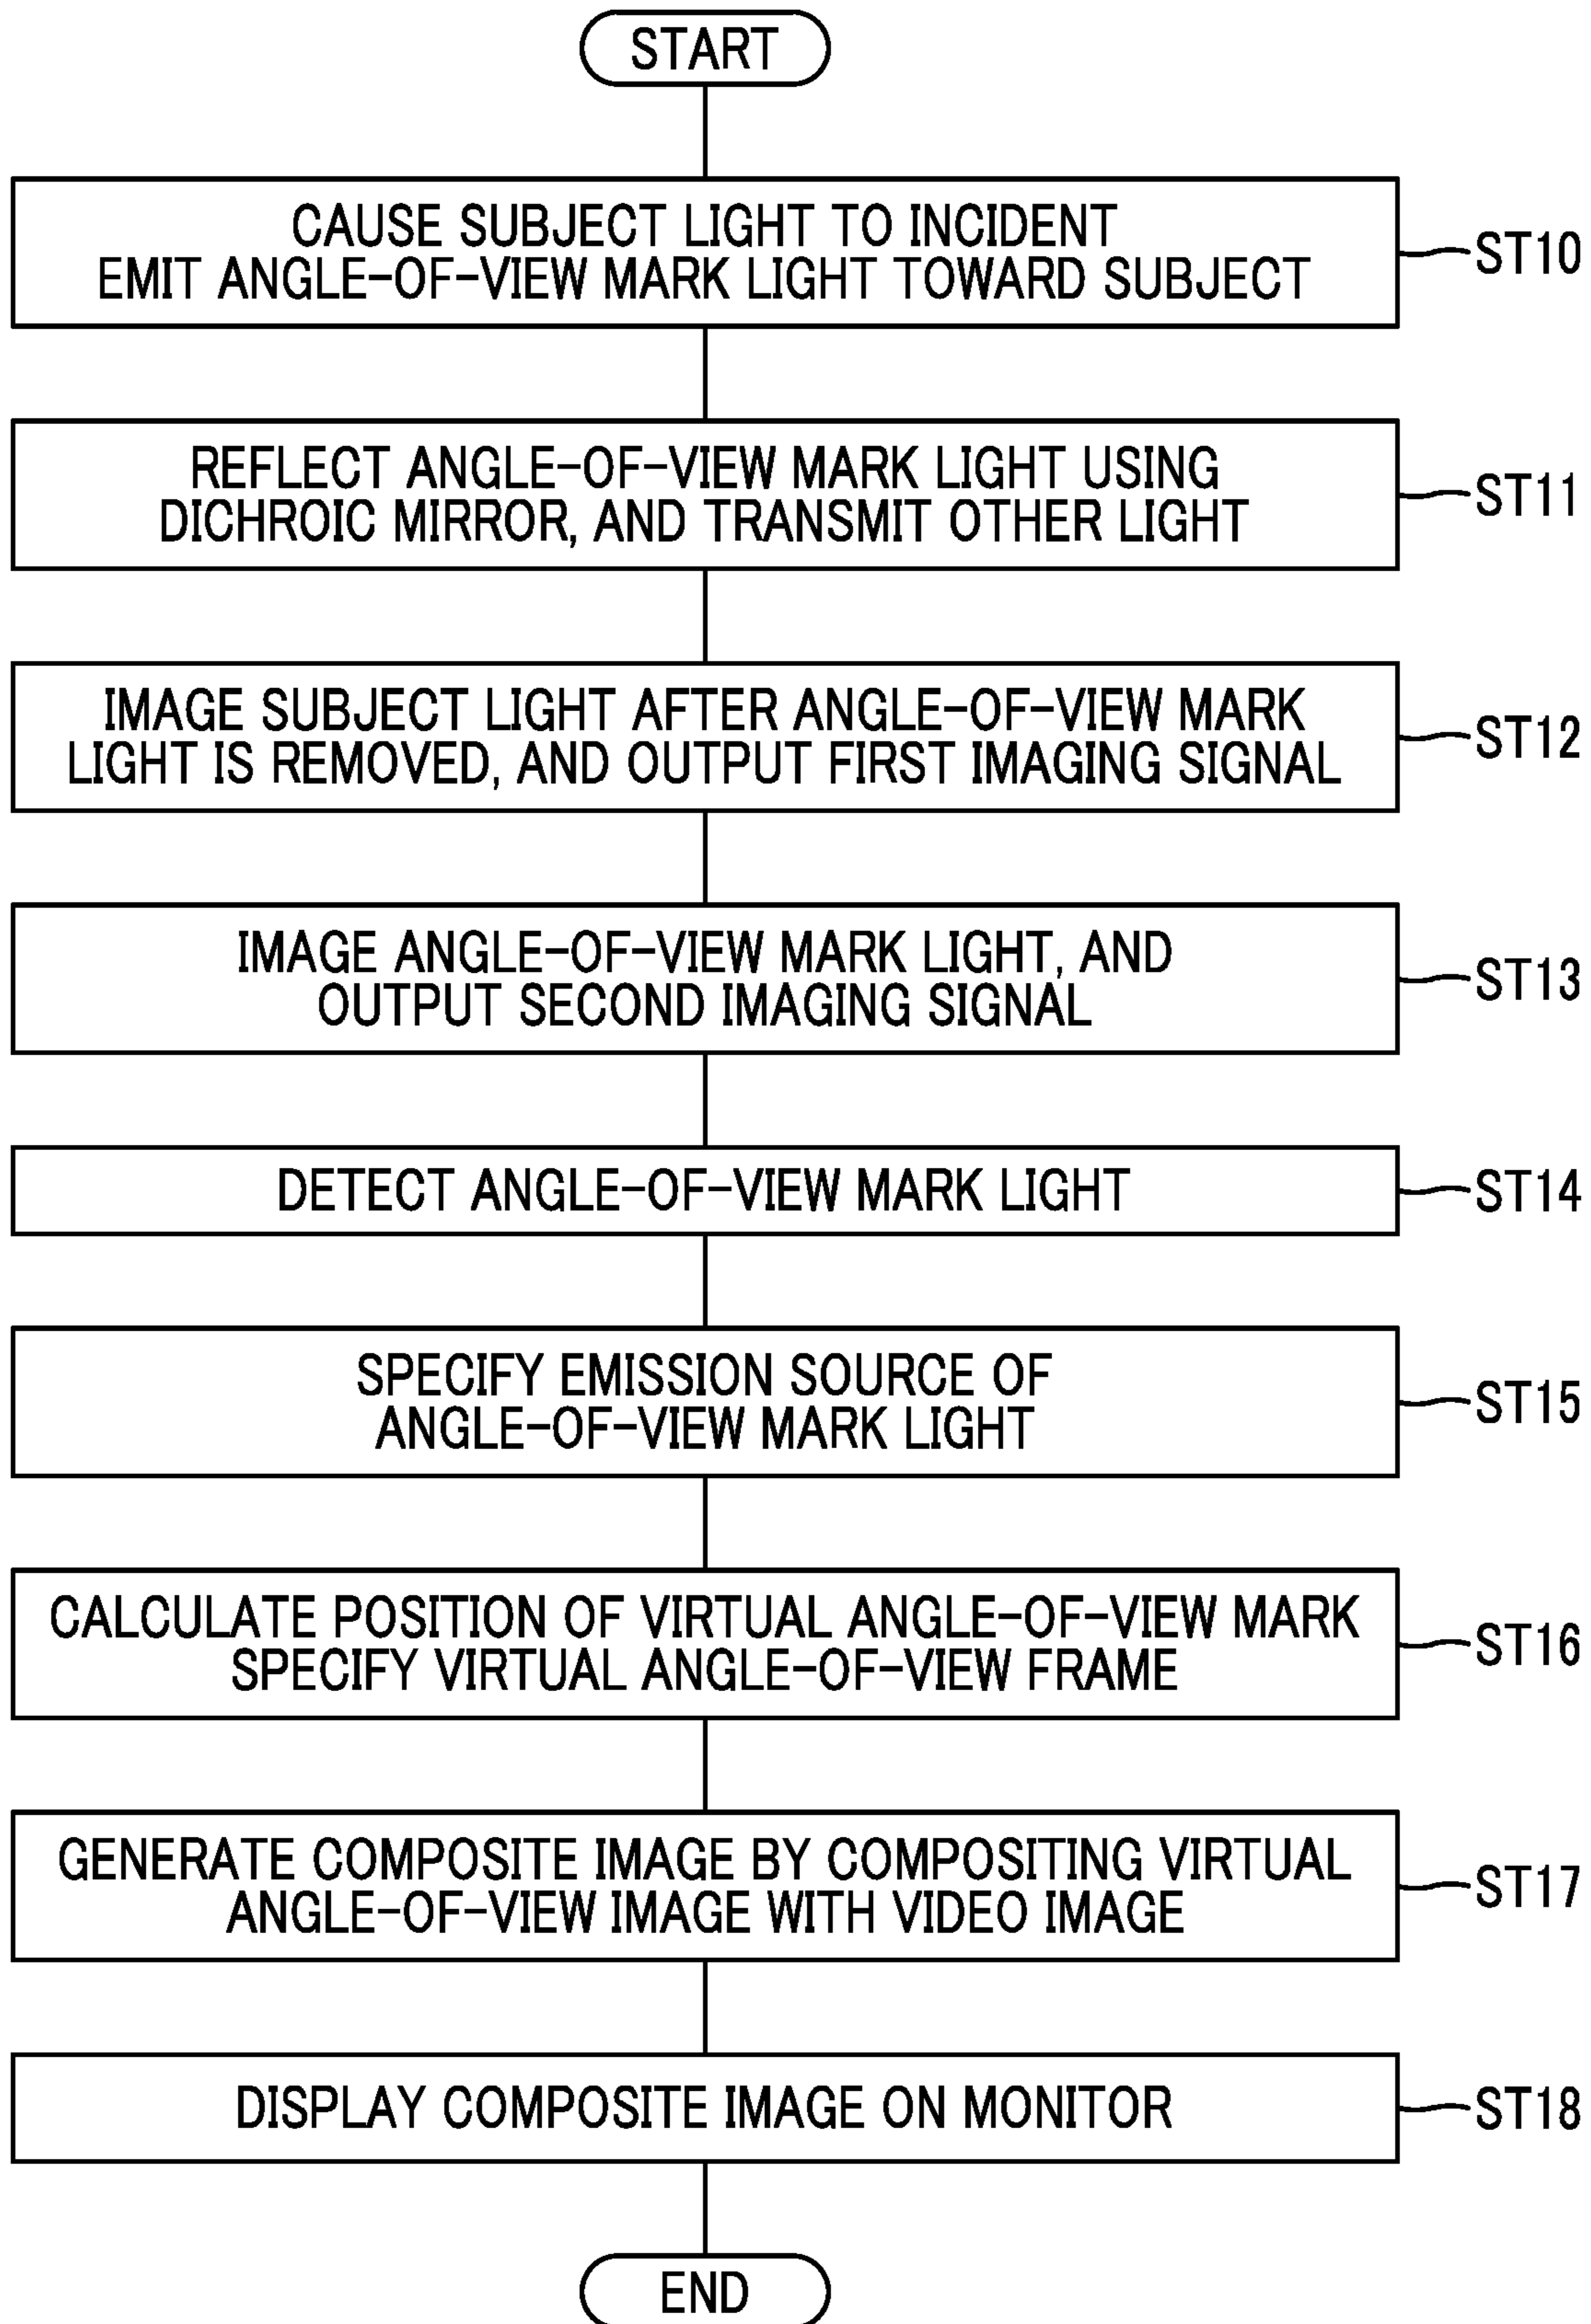 START
CAUSE SUBJECT LIGHT TO INCIDENT
EMIT ANGLE-OF-VIEW MARK LIGHT TOWARD SUBJECT
ST10
REFLECT ANGLE-OF-VIEW MARK LIGHT USING
DICHROIC MIRROR, AND TRANSMIT OTHER LIGHT
ST11
IMAGE SUBJECT LIGHT AFTER ANGLE-OF-VIEW MARK
LIGHT IS REMOVED, AND OUTPUT FIRST IMAGING SIGNAL
ST12
IMAGE ANGLE-OF-VIEW MARK LIGHT, AND
OUTPUT SECOND IMAGING SIGNAL
ST13
DETECT ANGLE-OF-VIEW MARK LIGHT
ST14
SPECIFY EMISSION SOURCE OF
ANGLE-OF-VIEW MARK LIGHT
ST15
CALCULATE POSITION OF VIRTUAL ANGLE-OF-VIEW MARK
SPECIFY VIRTUAL ANGLE-OF-VIEW FRAME
ST16
GENERATE COMPOSITE IMAGE BY COMPOSITING VIRTUAL
ANGLE-OF-VIEW IMAGE WITH VIDEO IMAGE
ST17
DISPLAY COMPOSITE IMAGE ON MONITOR
ST18
END